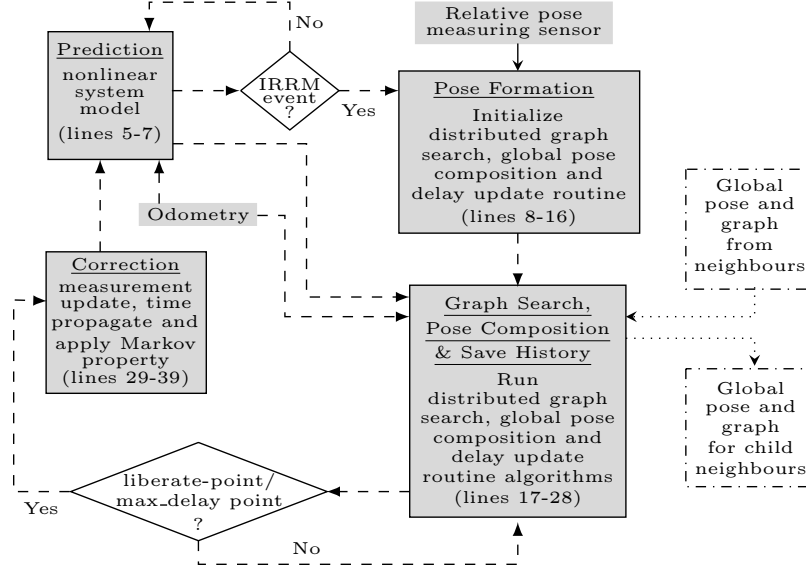 No
Relative pose
measuring sensor
Prediction
nonlinear
system
model
(lines 5-7)
IRRM
event
?
Yes
Pose Formation
Initialize
distributed graph
search, global pose
composition and
delay update routine
(lines 8-16)
Global
pose and
graph
from
neighbours
Odometry
Correction
measurement
update, time
propagate and
apply Markov
property
(lines 29-39)
Graph Search,
Pose Composition
& Save History
Run
distributed graph
search, global pose
composition and
delay update
routine algorithms
(lines 17-28)
Global
pose and
graph
for child
neighbours
liberate-point/
max_delay point
?
Yes
No